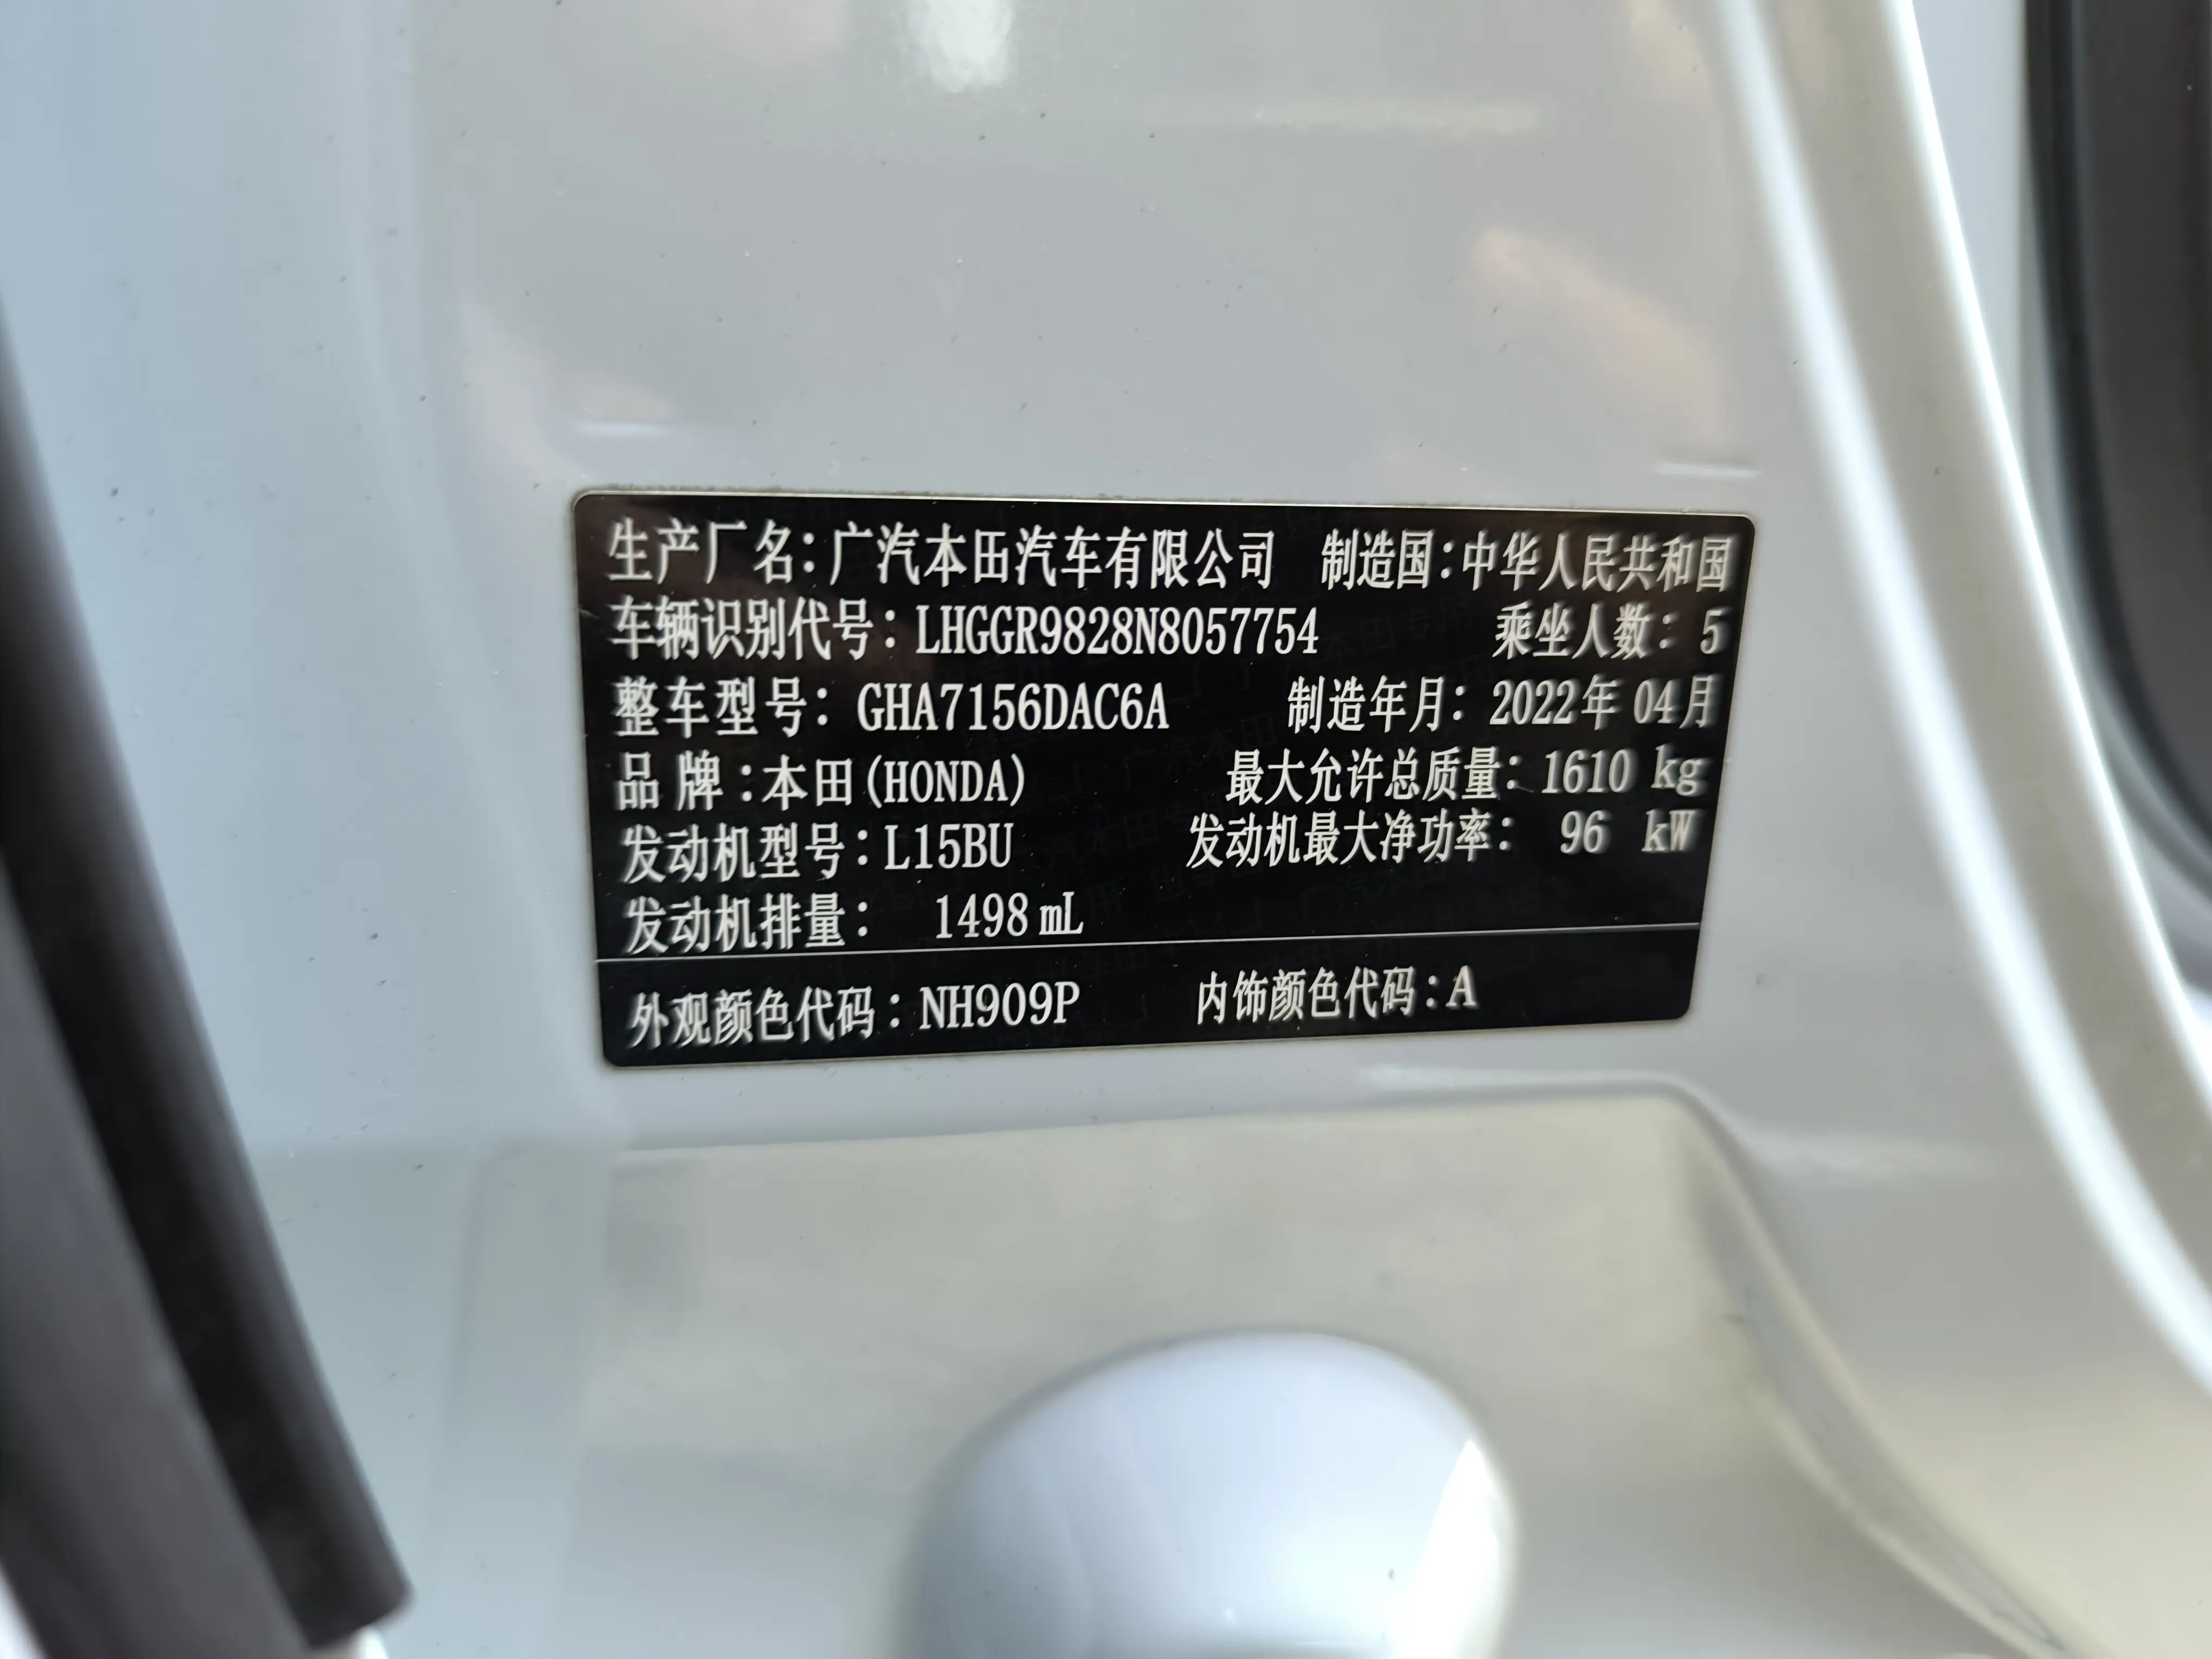 生产厂名：广汽本田汽车有限公司 制造国：中华人民共和国
车辆识别代号：LHGGR9828N8057754 乘坐人数：5
整车型号：GHA7156DAC6A 制造年月：2022年04月
品牌：本田(HONDA) 最大允许总质量：1610 kg
发动机型号：L15BU 发动机最大净功率：96 kW
发动机排量：1498 mL
外观颜色代码：NH909P 内饰颜色代码：A